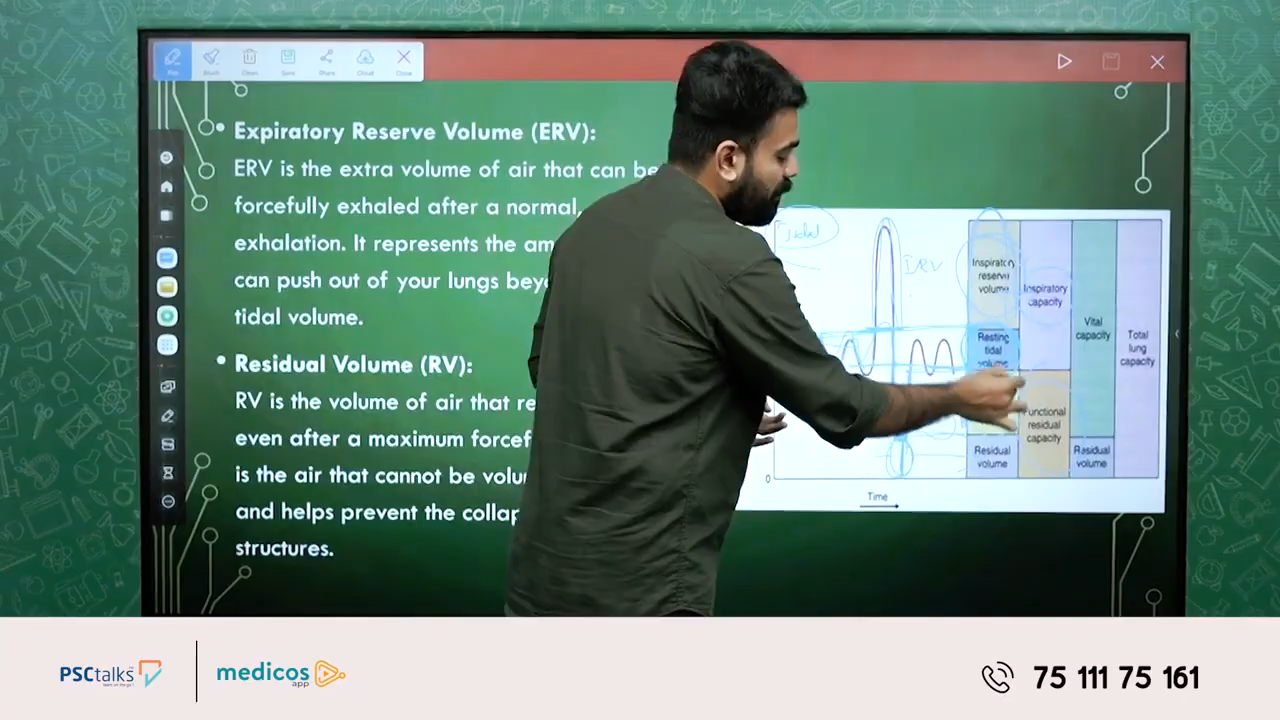 Pen
Brush
Clean
Save
Share
Cloud
Close
• Expiratory Reserve Volume (ERV):
ERV is the extra volume of air that can be
forcefully exhaled after a normal,
exhalation. It represents the am
can push out of your lungs beyo
tidal volume.
• Residual Volume (RV):
RV is the volume of air that re
even after a maximum forcef
is the air that cannot be volu
and helps prevent the collap
structures.
Tidal
IRV
Inspiratory
reserve
volume
Resting
tidal
volume
Residual
volume
Inspiratory
capacity
Functional
residual
capacity
Vital
capacity
Residual
volume
Total
lung
capacity
0
Time
PSCtalks
medicos
app
75 111 75 161